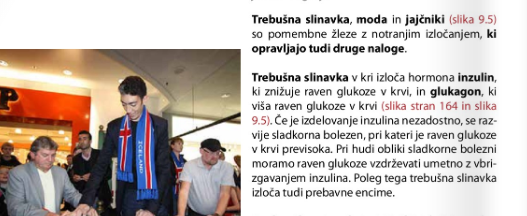 Trebušna slinavka, moda in jajčniki (slika 9.5)
so pomembne žleze z notranjim izločanjem, ki
opravljajo tudi druge naloge.
Trebušna slinavka v kri izloča hormona inzulin,
ki znižuje raven glukoze v krvi, in glukagon, ki
viša raven glukoze v krvi (slika stran 164 in slika
9.5). Če je izdelovanje inzulina nezadostno, se raz-
vije sladkorna bolezen, pri kateri je raven glukoze
v krvi previsoka. Pri hudi obliki sladkorne bolezni
moramo raven glukoze vzdrževati umetno z vbri-
zgavanjem inzulina. Poleg tega trebušna slinavka
izloča tudi prebavne encime.
ICELAND